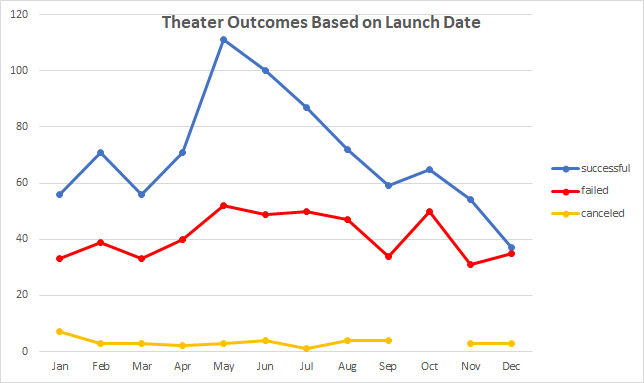 Theater Outcomes Based on Launch Date
120
100
80
60
40
20
0
Jan Feb Mar Apr May Jun Jul Aug Sep Oct Nov Dec
successful
failed
canceled